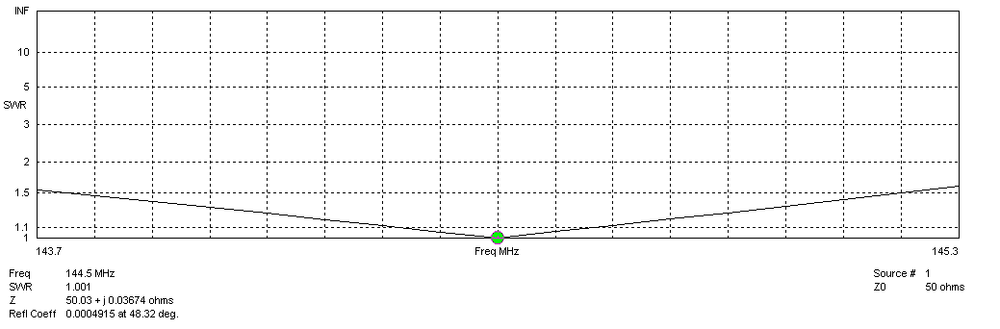 INF
10
5
SWR
3
2
1.5
1.1
1
143.7 Freq MHz 145.3
Freq 144.5 MHz Source # 1
SWR 1.001 Z0 50 ohms
Z 50.03 + j 0.03674 ohms
Refl Coeff 0.0004915 at 48.32 deg.